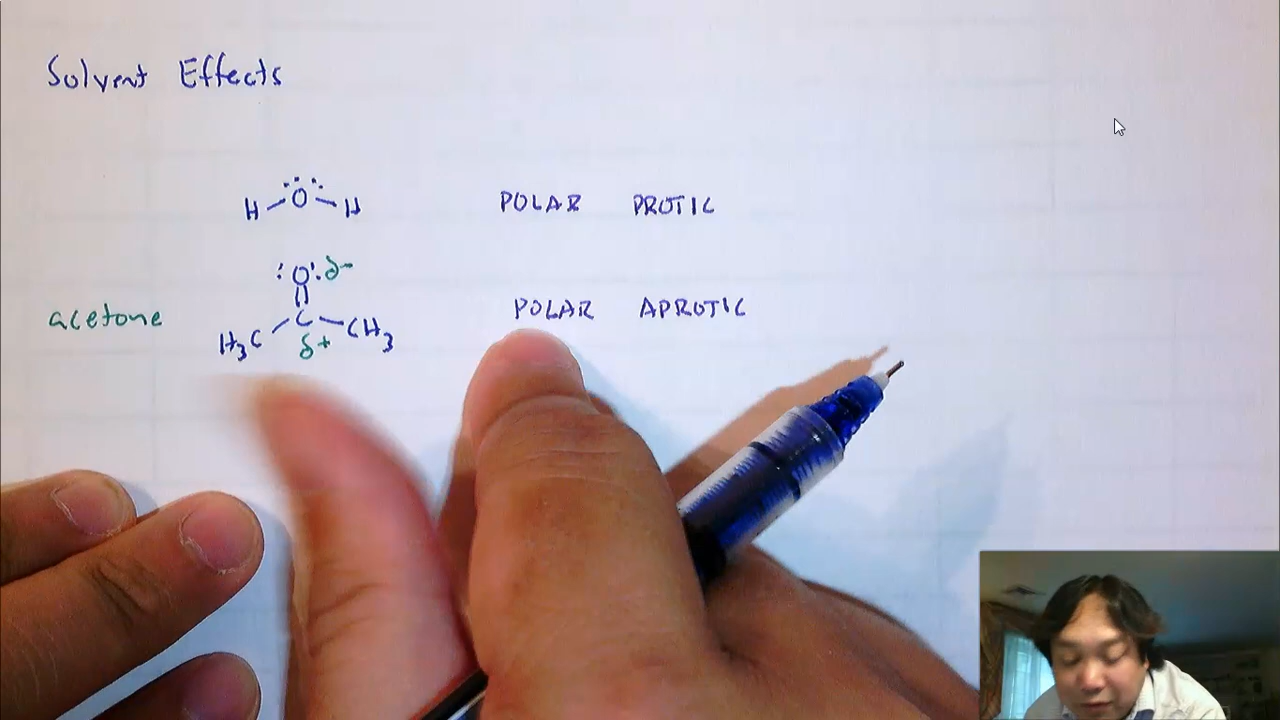 Solvent Effects
H O H POLAR PROTIC
O δ-
acetone C POLAR APROTIC
H3C δ+ CH3